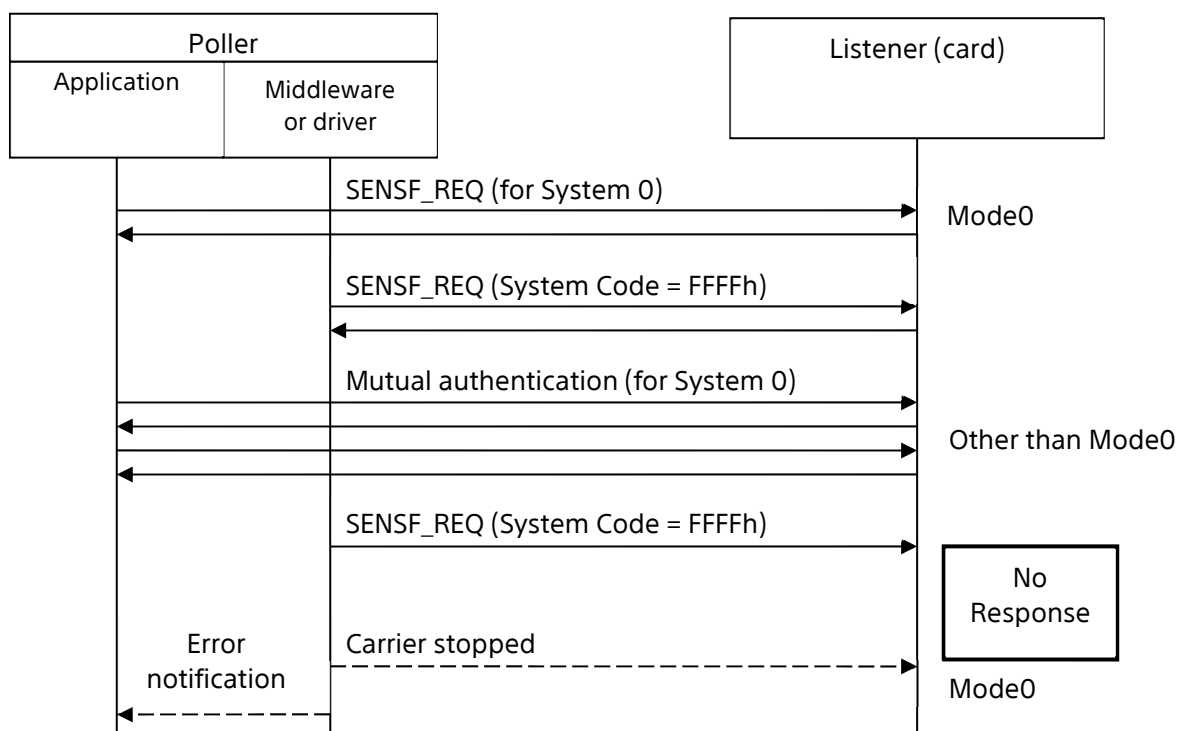 Poller
Listener (card)
Application
Middleware
or driver
SENSF_REQ (for System 0)
Mode0
SENSF_REQ (System Code = FFFFh)
Mutual authentication (for System 0)
Other than Mode0
SENSF_REQ (System Code = FFFFh)
No
Response
Error
notification
Carrier stopped
Mode0